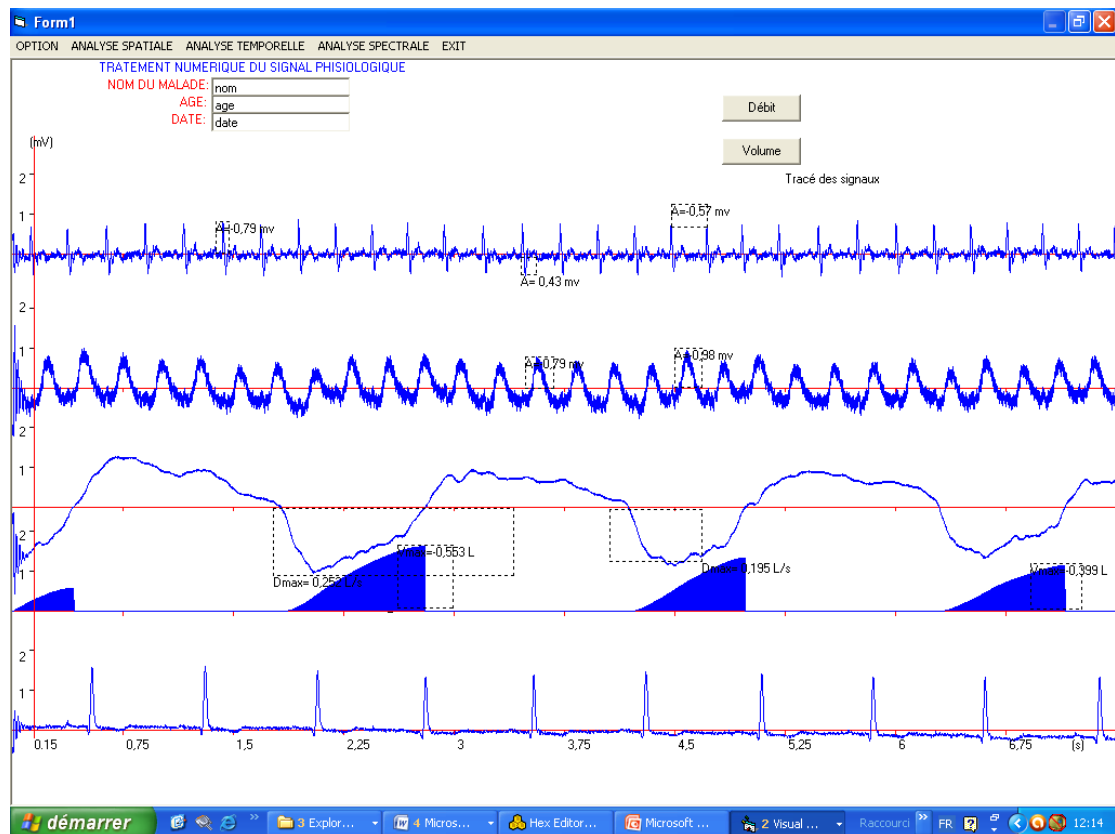 Form1
OPTION ANALYSE SPATIALE ANALYSE TEMPORELLE ANALYSE SPECTRALE EXIT
TRATEMENT NUMERIQUE DU SIGNAL PHISIOLOGIQUE
NOM DU MALADE: nom
AGE: age
DATE: date
Débit
Volume
Tracé des signaux
(mV)
2
1
A=-0,79 mv
A=-0,57 mv
A= 0,43 mv
2
1
A=-0,79 mv
A=-0,98 mv
2
1
2
1
Vmax=-0,553 L
Dmax= 0,252 L/s
Dmax= 0,195 L/s
Vmax=-0,399 L
2
1
0.15 0,75 1,5 2,25 3 3,75 4,5 5,25 6 6,75 (s)
démarrer
3 Explor...
4 Micros...
Hex Editor...
Microsoft ...
2 Visual ...
Raccourci
FR
12:14